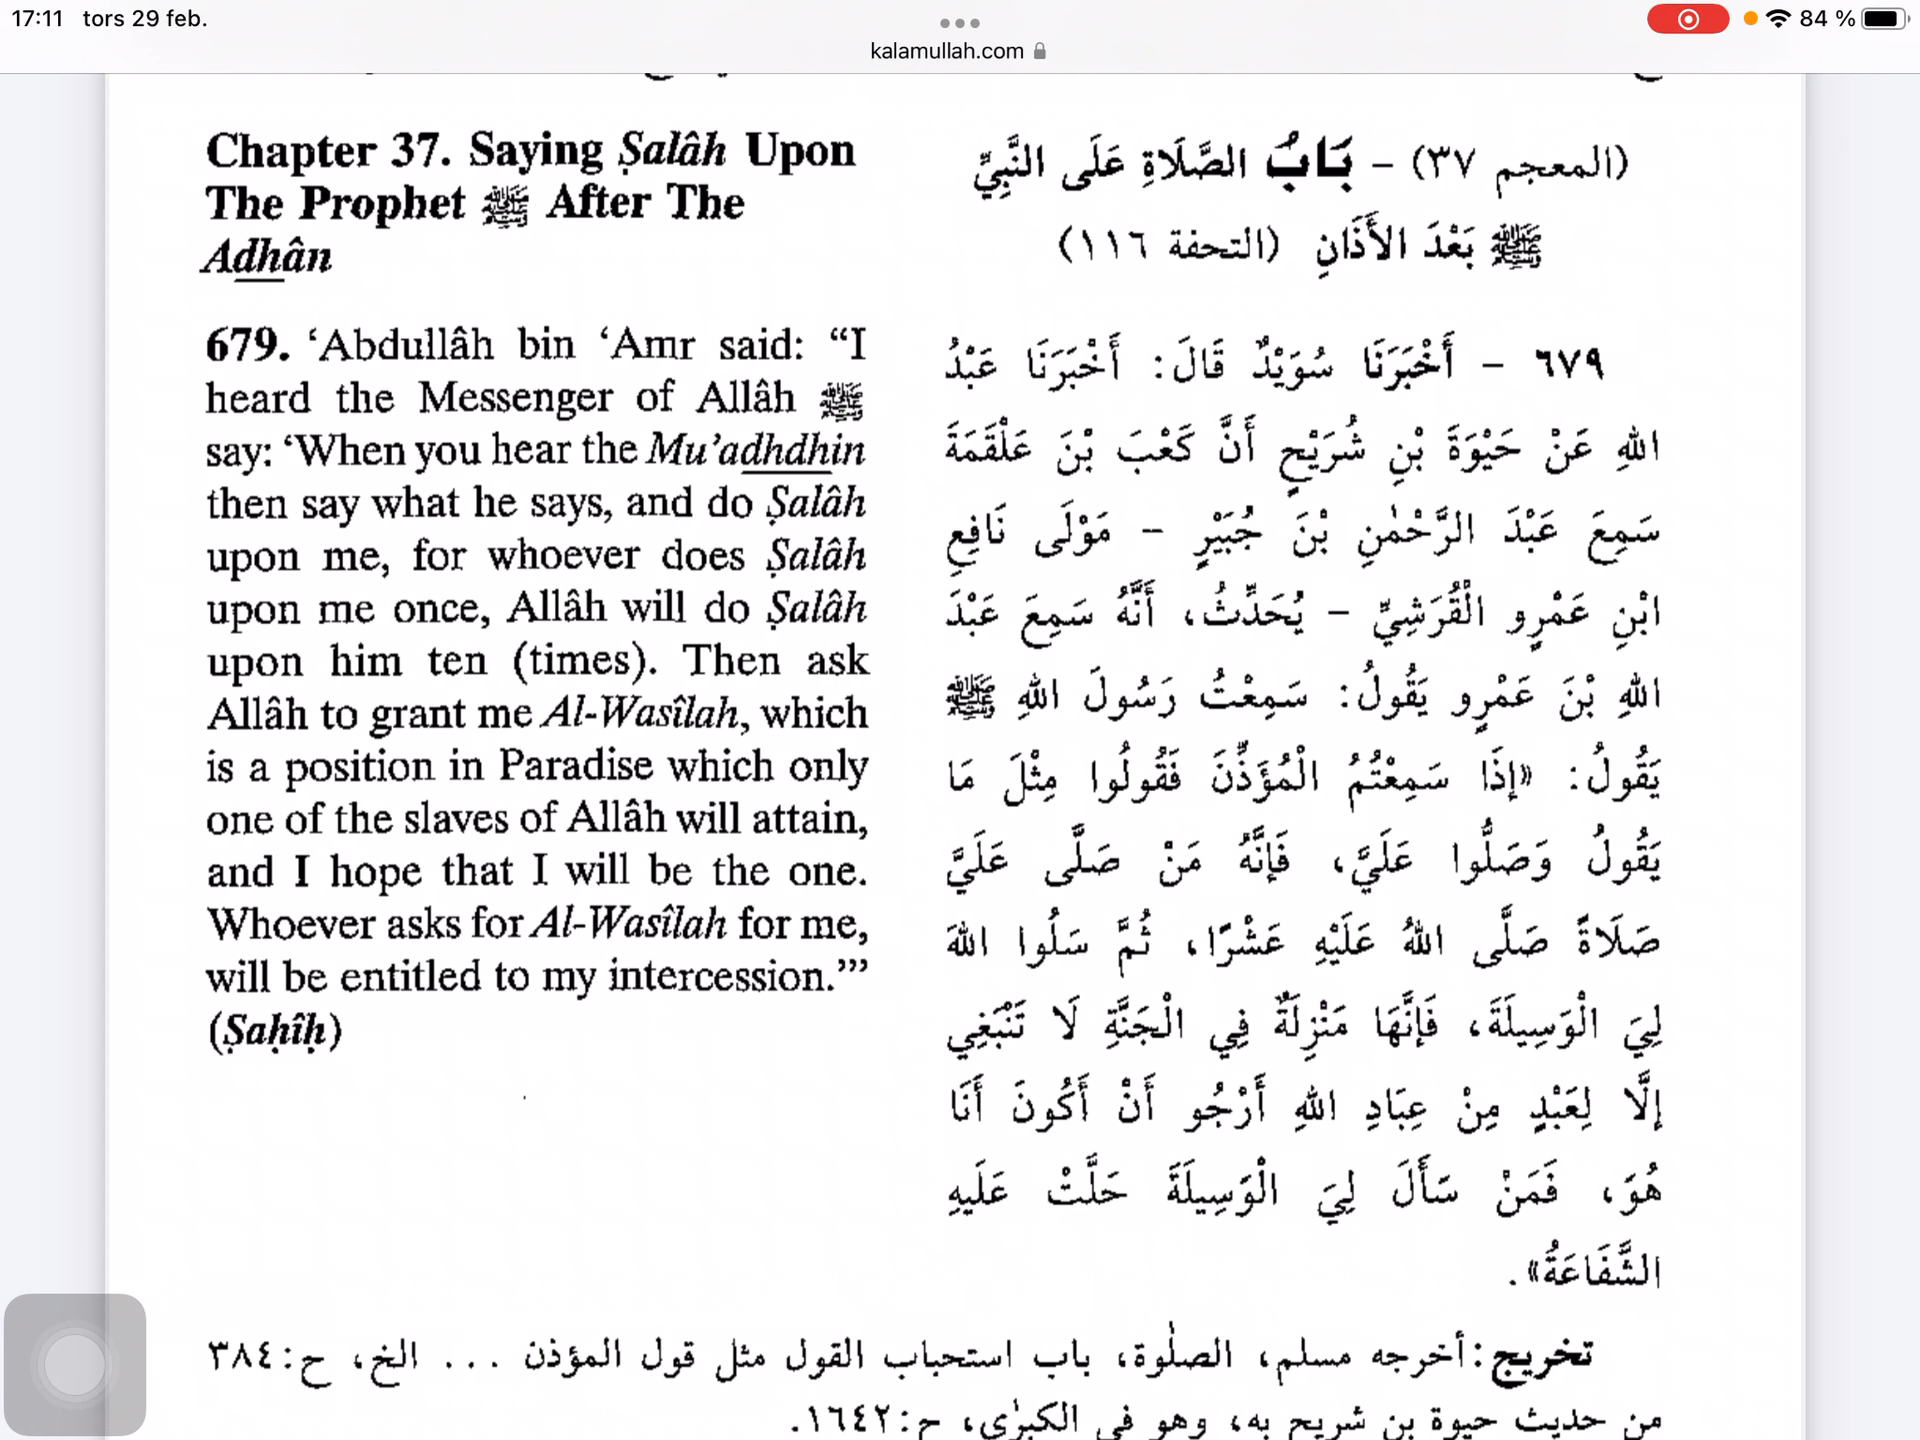 17:11 tors 29 feb.
84 %
kalamullah.com
Chapter 37. Saying Ṣalâh Upon
The Prophet ﷺ After The
Adhân
679. ‘Abdullâh bin ‘Amr said: “I
heard the Messenger of Allâh ﷺ
say: ‘When you hear the Mu’adhdhin
then say what he says, and do Ṣalâh
upon me, for whoever does Ṣalâh
upon me once, Allâh will do Ṣalâh
upon him ten (times). Then ask
Allâh to grant me Al-Wasîlah, which
is a position in Paradise which only
one of the slaves of Allâh will attain,
and I hope that I will be the one.
Whoever asks for Al-Wasîlah for me,
will be entitled to my intercession.’”
(Ṣaḥîḥ)
(المعجم ٣٧) - بَابُ الصَّلَاةِ عَلَى النَّبِيِّ
ﷺ بَعْدَ الأَذَانِ (التحفة ١١٦)
٦٧٩ - أَخْبَرَنَا سُوَيْدٌ قَالَ: أَخْبَرَنَا عَبْدُ
اللهِ عَنْ حَيْوَةَ بْنِ شُرَيْحٍ أَنَّ كَعْبَ بْنَ عَلْقَمَةَ
سَمِعَ عَبْدَ الرَّحْمٰنِ بْنَ جُبَيْرٍ - مَوْلَى نَافِعِ
ابْنِ عَمْرٍو الْقُرَشِيِّ - يُحَدِّثُ، أَنَّهُ سَمِعَ عَبْدَ
اللهِ بْنَ عَمْرٍو يَقُولُ: سَمِعْتُ رَسُولَ اللهِ ﷺ
يَقُولُ: «إِذَا سَمِعْتُمُ الْمُؤَذِّنَ فَقُولُوا مِثْلَ مَا
يَقُولُ وَصَلُّوا عَلَيَّ، فَإِنَّهُ مَنْ صَلَّى عَلَيَّ
صَلَاةً صَلَّى اللهُ عَلَيْهِ عَشْرًا، ثُمَّ سَلُوا اللهَ
لِيَ الْوَسِيلَةَ، فَإِنَّهَا مَنْزِلَةٌ فِي الْجَنَّةِ لَا تَنْبَغِي
إِلَّا لِعَبْدٍ مِنْ عِبَادِ اللهِ أَرْجُو أَنْ أَكُونَ أَنَا
هُوَ، فَمَنْ سَأَلَ لِيَ الْوَسِيلَةَ حَلَّتْ عَلَيهِ
الشَّفَاعَةُ».
تخريج: أخرجه مسلم، الصلٰوة، باب استحباب القول مثل قول المؤذن ... الخ، ح:٣٨٤
من حديث حيوة بن شريح به، وهو في الكبرٰى، ح:١٦٤٢.